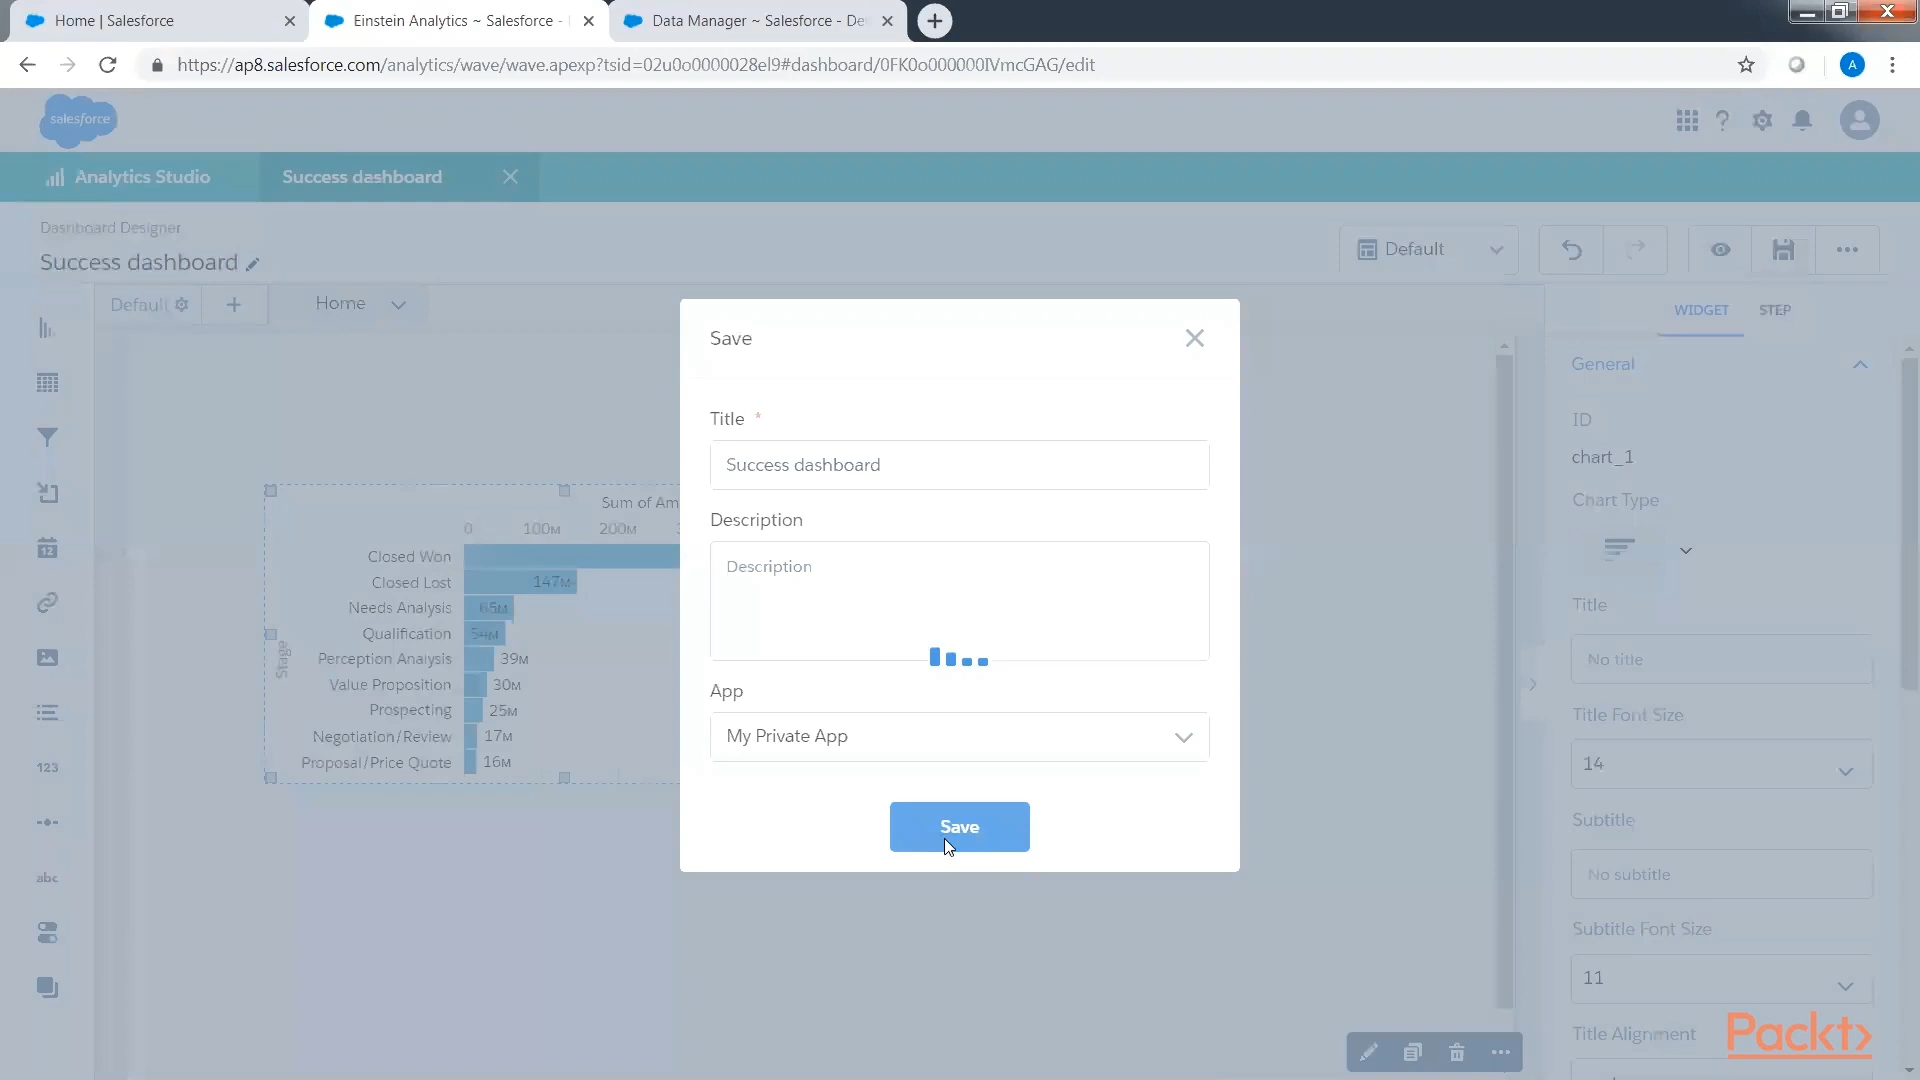 Home | Salesforce
Einstein Analytics ~ Salesforce -
Data Manager ~ Salesforce - De
https://ap8.salesforce.com/analytics/wave/wave.apexp?tsid=02u0o0000028el9#dashboard/0FK0o000000IVmcGAG/edit
A
salesforce
Analytics Studio
Success dashboard
Dashboard Designer
Success dashboard
Default
Default
Home
WIDGET
STEP
General
ID
chart_1
Chart Type
Title
No title
Title Font Size
14
Subtitle
No subtitle
Subtitle Font Size
11
Title Alignment
Save
Title *
Success dashboard
Description
Description
App
My Private App
Save
Sum of Am
0 100M 200M
Stage
Closed Won
Closed Lost 147M
Needs Analysis 65M
Qualification 54M
Perception Analysis 39M
Value Proposition 30M
Prospecting 25M
Negotiation/Review 17M
Proposal/Price Quote 16M
12
123
abc
Packt>